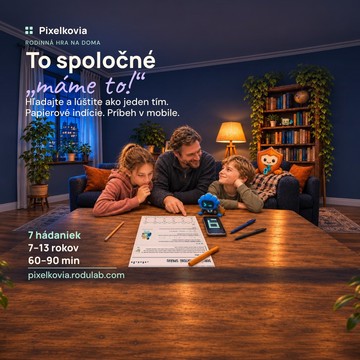 Pixelkovia
RODINNÁ HRA NA DOMA
To spoločné
„máme to!“
Hľadajte a lúštite ako jeden tím.
Papierové indície. Príbeh v mobile.
7 hádaniek
7–13 rokov
60–90 min
pixelkovia.rodulab.com